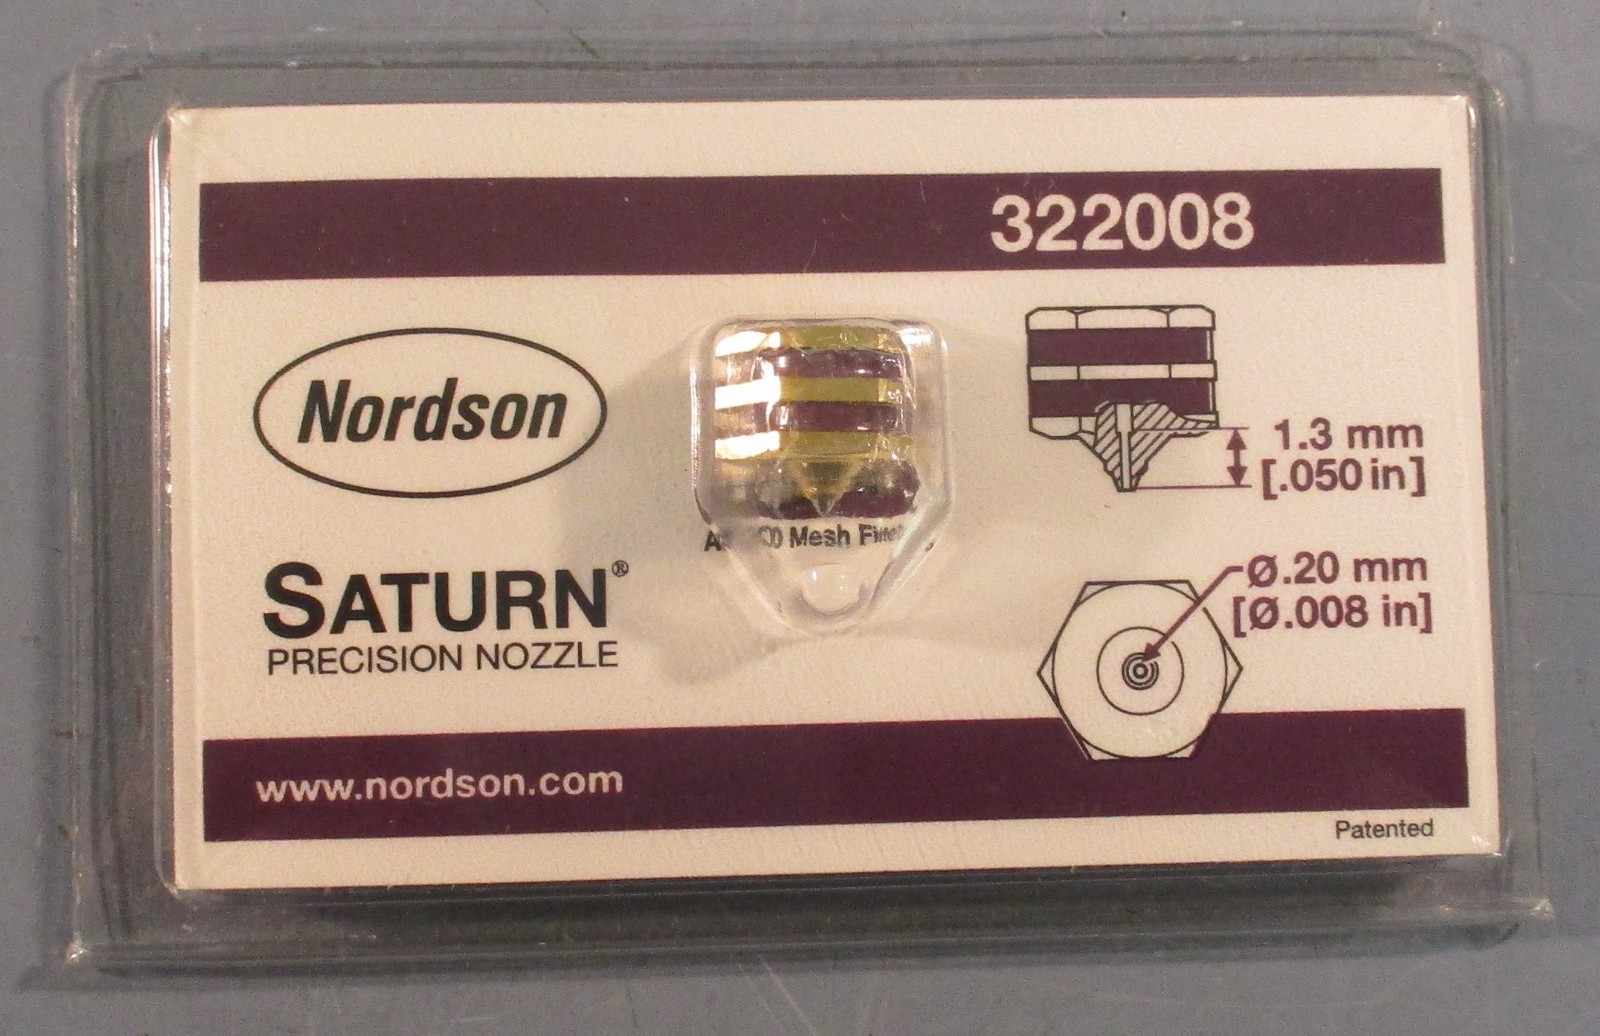 322008
Nordson
1.3 mm
[.050 in]
Mesh
SATURN®
PRECISION NOZZLE
Ø.20 mm
[Ø.008 in]
www.nordson.com
Patented